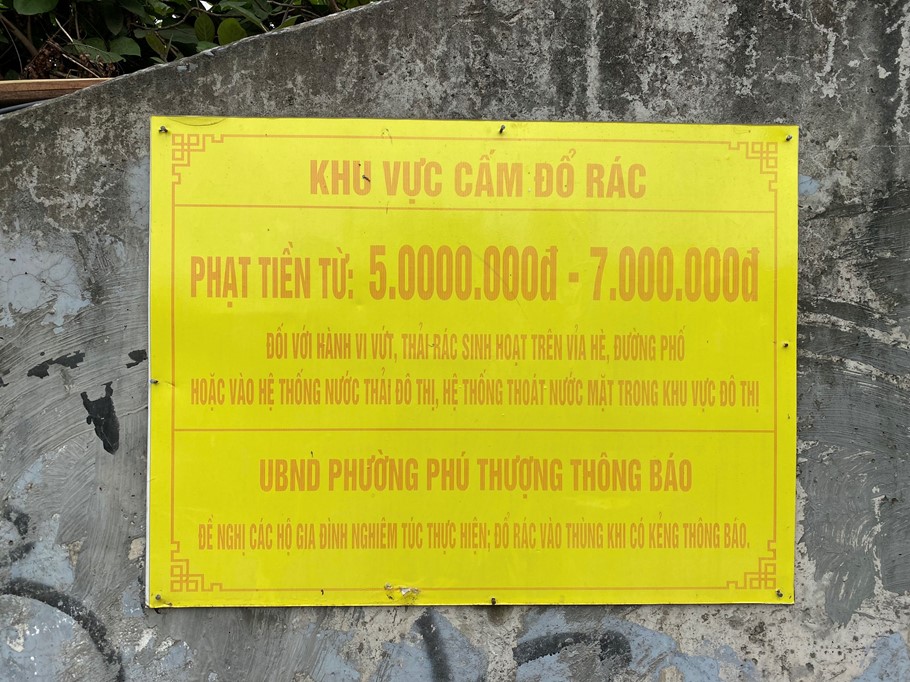 KHU VỰC CẤM ĐỔ RÁC
PHẠT TIỀN TỪ: 5.0000.000đ - 7.000.000đ
ĐỐI VỚI HÀNH VI VỨT, THẢI RÁC SINH HOẠT TRÊN VỈA HÈ, ĐƯỜNG PHỐ
HOẶC VÀO HỆ THỐNG NƯỚC THẢI ĐÔ THỊ, HỆ THỐNG THOÁT NƯỚC MẶT TRONG KHU VỰC ĐÔ THỊ
UBND PHƯỜNG PHÚ THƯỢNG THÔNG BÁO
ĐỀ NGHỊ CÁC HỘ GIA ĐÌNH NGHIÊM TÚC THỰC HIỆN; ĐỔ RÁC VÀO THÙNG KHI CÓ KẺNG THÔNG BÁO.